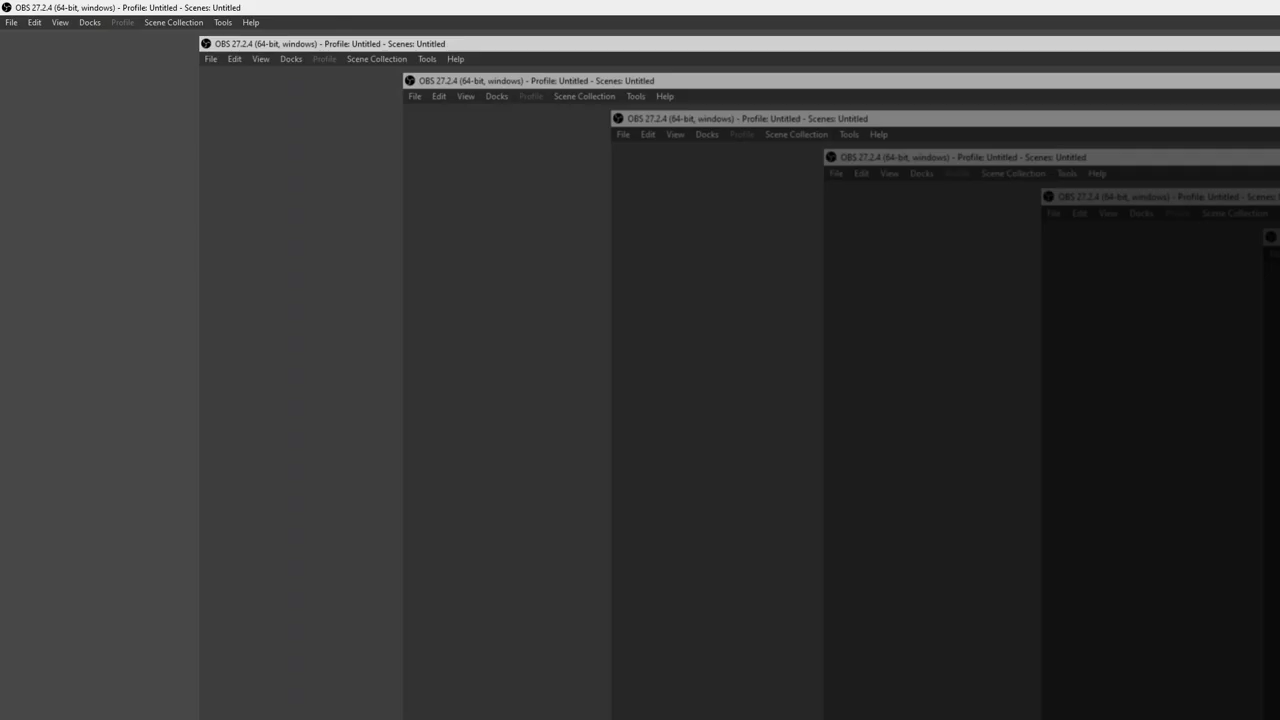 OBS 27.2.4 (64-bit, windows) - Profile: Untitled - Scenes: Untitled
File Edit View Docks Profile Scene Collection Tools Help
OBS 27.2.4 (64-bit, windows) - Profile: Untitled - Scenes: Untitled
File Edit View Docks Profile Scene Collection Tools Help
OBS 27.2.4 (64-bit, windows) - Profile: Untitled - Scenes: Untitled
File Edit View Docks Profile Scene Collection Tools Help
OBS 27.2.4 (64-bit, windows) - Profile: Untitled - Scenes: Untitled
File Edit View Docks Profile Scene Collection Tools Help
OBS 27.2.4 (64-bit, windows) - Profile: Untitled - Scenes: Untitled
File Edit View Docks Profile Scene Collection Tools Help
OBS 27.2.4 (64-bit, windows) - Profile: Untitled - Scenes:
File Edit View Docks Profile Scene Collection